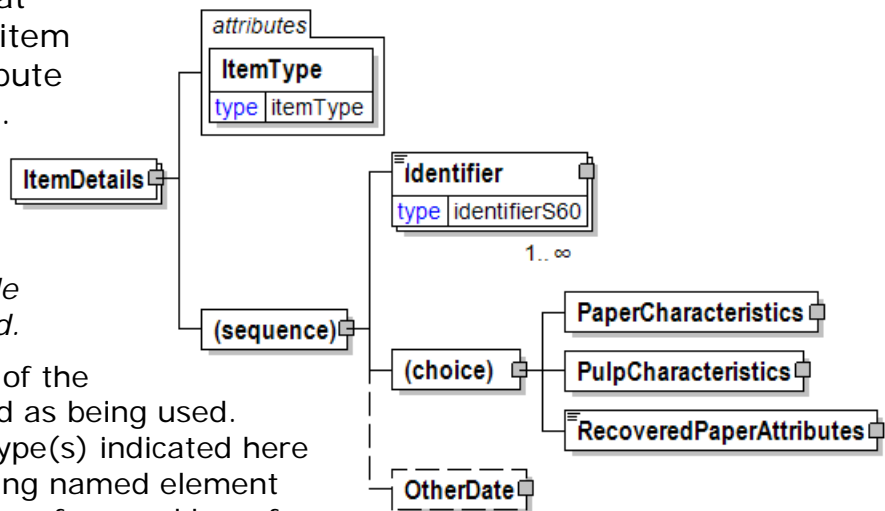 at
item
bute
.
attributes
ItemType
type itemType
ItemDetails
Identifier
type identifierS60
1.. ∞
le
d.
(sequence)
of the
d as being used.
ype(s) indicated here
ng named element
(choice)
PaperCharacteristics
PulpCharacteristics
RecoveredPaperAttributes
OtherDate